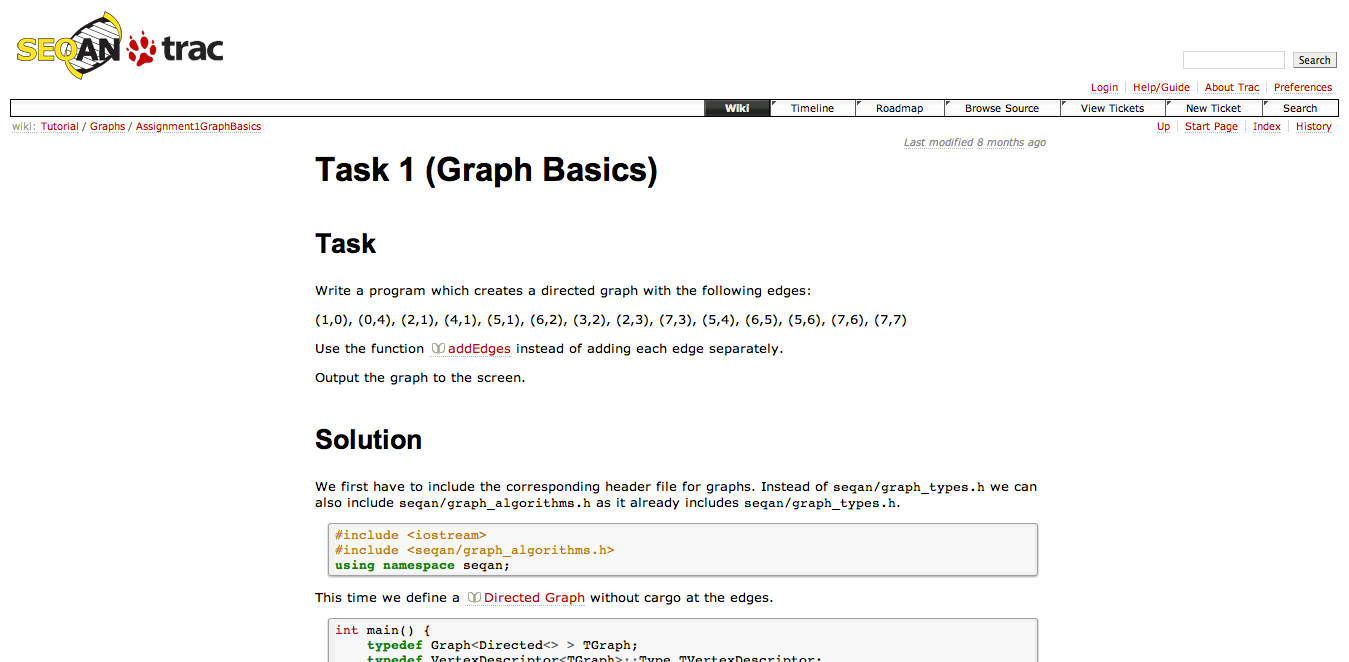 SEQAN trac
Search
Login Help/Guide About Trac Preferences
Wiki Timeline Roadmap Browse Source View Tickets New Ticket Search
wiki: Tutorial / Graphs / Assignment1GraphBasics
Up Start Page Index History
Last modified 8 months ago
Task 1 (Graph Basics)
Task
Write a program which creates a directed graph with the following edges:
(1,0), (0,4), (2,1), (4,1), (5,1), (6,2), (3,2), (2,3), (7,3), (5,4), (6,5), (5,6), (7,6), (7,7)
Use the function addEdges instead of adding each edge separately.
Output the graph to the screen.
Solution
We first have to include the corresponding header file for graphs. Instead of seqan/graph_types.h we can
also include seqan/graph_algorithms.h as it already includes seqan/graph_types.h.
#include <iostream>
#include <seqan/graph_algorithms.h>
using namespace seqan;
This time we define a Directed Graph without cargo at the edges.
int main() {
    typedef Graph<Directed<> > TGraph;
    typedef VertexDescriptor<TGraph>::Type TVertexDescriptor;